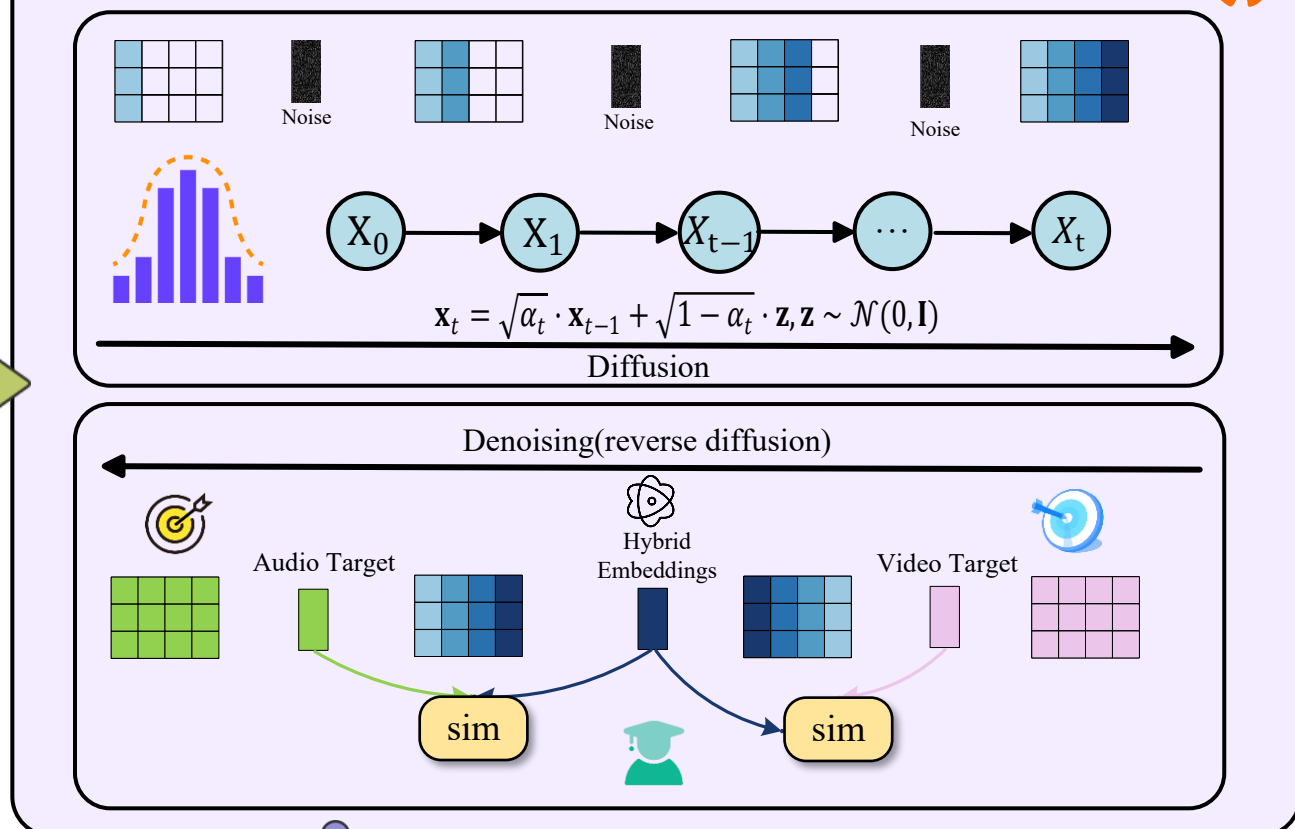 Noise
Noise
Noise
X₀
X₁
Xₜ₋₁
⋯
Xₜ
𝐱ₜ = √αₜ · 𝐱ₜ₋₁ + √(1 − αₜ) · 𝐳, 𝐳 ~ 𝒩(0, 𝐈)
Diffusion
Denoising(reverse diffusion)
Hybrid
Embeddings
Audio Target
Video Target
sim
sim